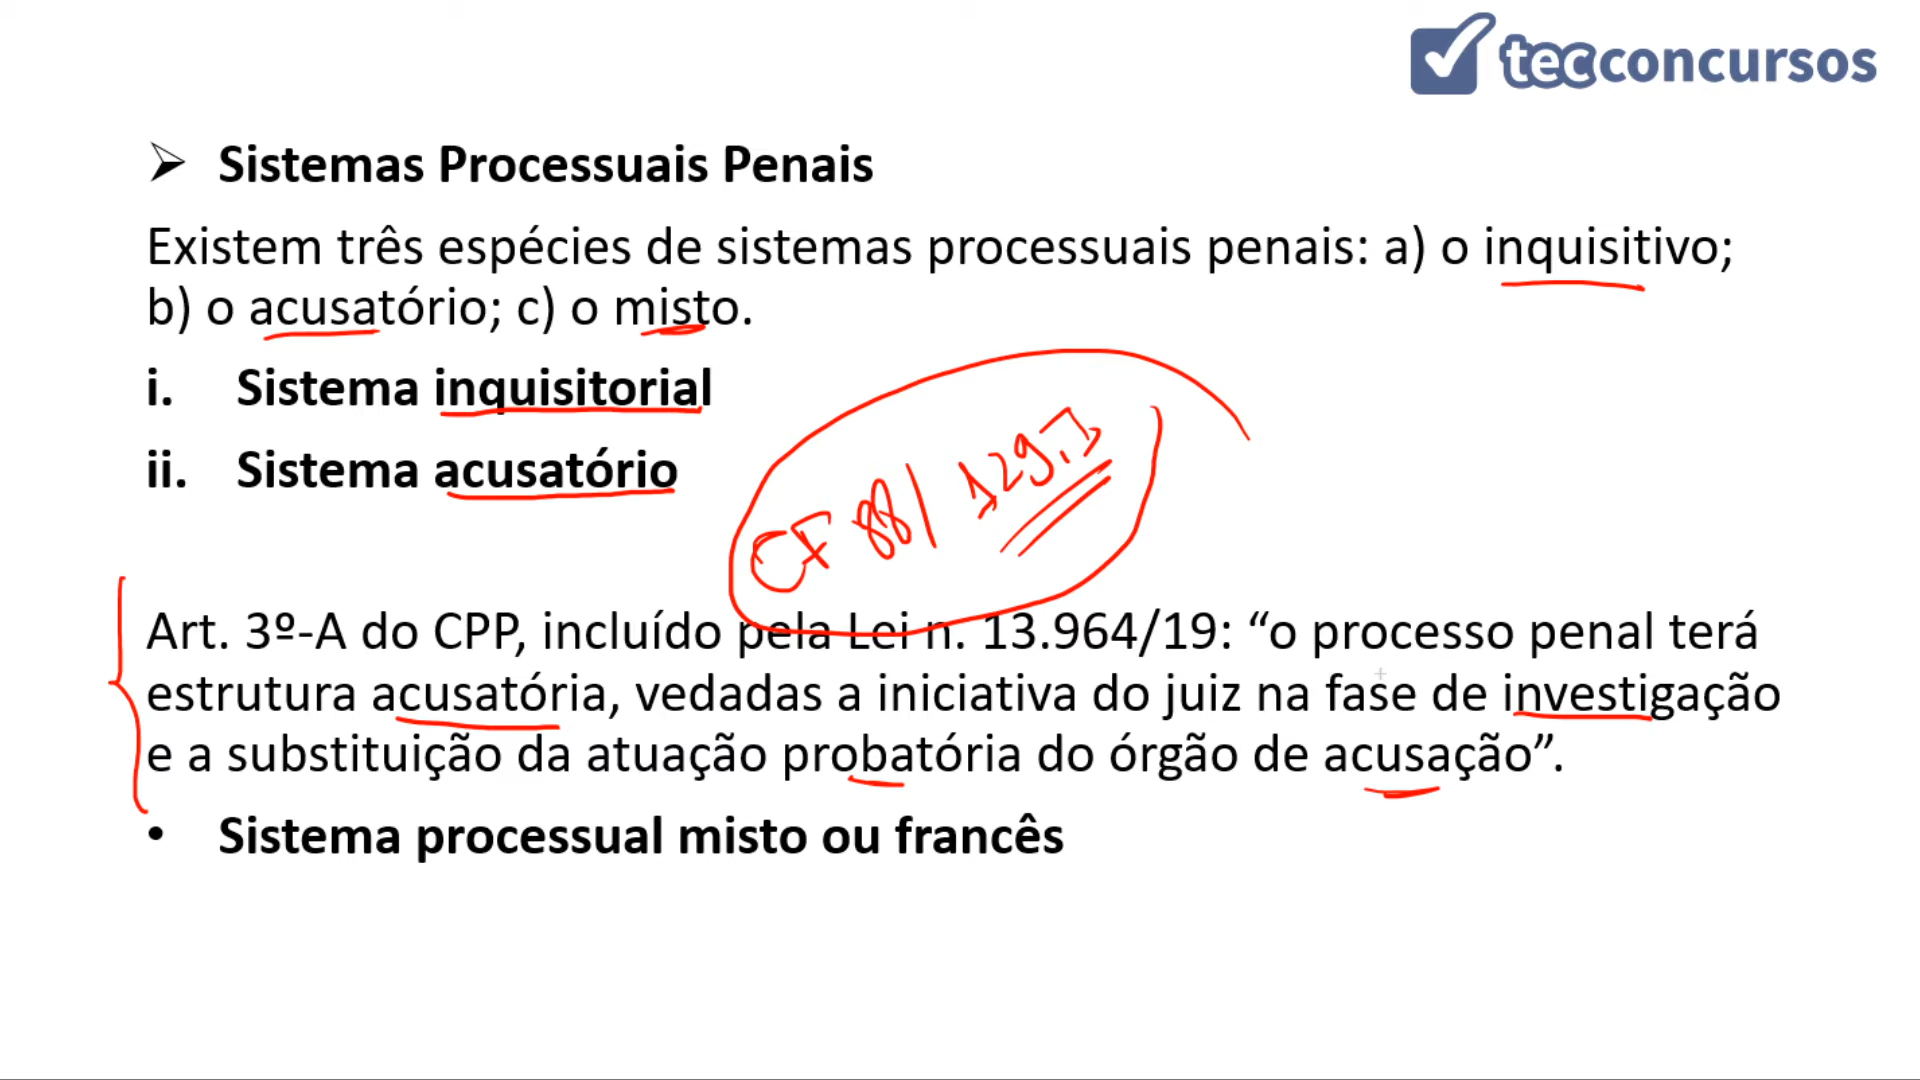 tecconcursos
➤ Sistemas Processuais Penais
Existem três espécies de sistemas processuais penais: a) o inquisitivo;
b) o acusatório; c) o misto.
i. Sistema inquisitorial
ii. Sistema acusatório
CF 88/ 129, I
Art. 3º-A do CPP, incluído pela Lei n. 13.964/19: “o processo penal terá
estrutura acusatória, vedadas a iniciativa do juiz na fase de investigação
e a substituição da atuação probatória do órgão de acusação”.
• Sistema processual misto ou francês